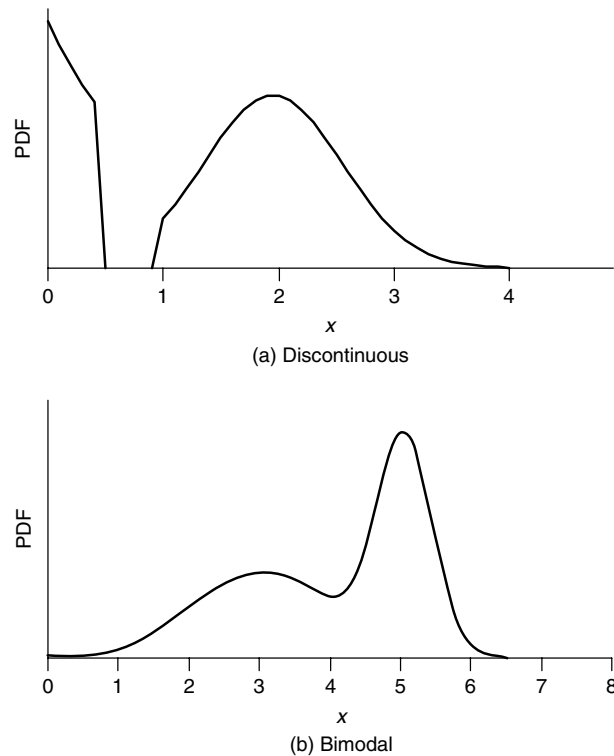 PDF
0 1 2 3 4
x
(a) Discontinuous
PDF
0 1 2 3 4 5 6 7 8
x
(b) Bimodal